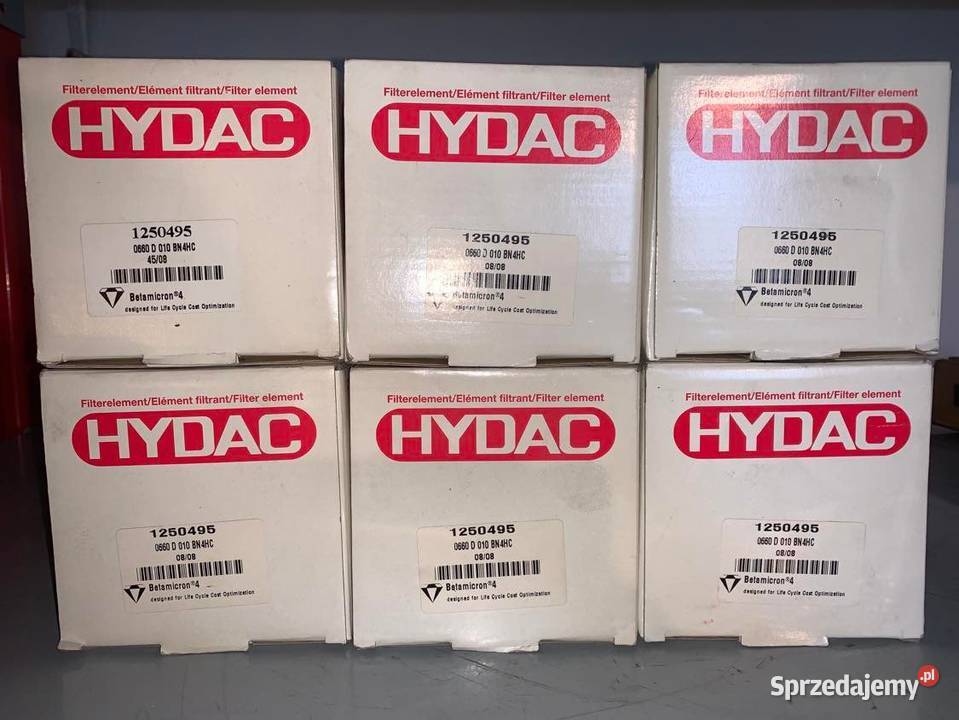 Filterelement/Elément filtrant/Filter element
HYDAC
1250495
0660 D 010 BN4HC
45/08
Betamicron®4
designed for Life Cycle Cost Optimization
Filterelement/Elément filtrant/Filter element
HYDAC
1250495
0660 D 010 BN4HC
08/08
Betamicron®4
designed for Life Cycle Cost Optimization
Filterelement/Elément filtrant/Filter element
HYDAC
1250495
0660 D 010 BN4HC
08/08
Betamicron®4
designed for Life Cycle Cost Optimization
Filterelement/Elément filtrant/Filter element
HYDAC
1250495
0660 D 010 BN4HC
08/08
Betamicron®4
designed for Life Cycle Cost Optimization
Filterelement/Elément filtrant/Filter element
HYDAC
1250495
0660 D 010 BN4HC
08/08
Betamicron®4
designed for Life Cycle Cost Optimization
Filterelement/Elément filtrant/Filter element
HYDAC
1250495
0660 D 010 BN4HC
08/08
Betamicron®4
designed for Life Cycle Cost Optimization
Sprzedajemy.pl